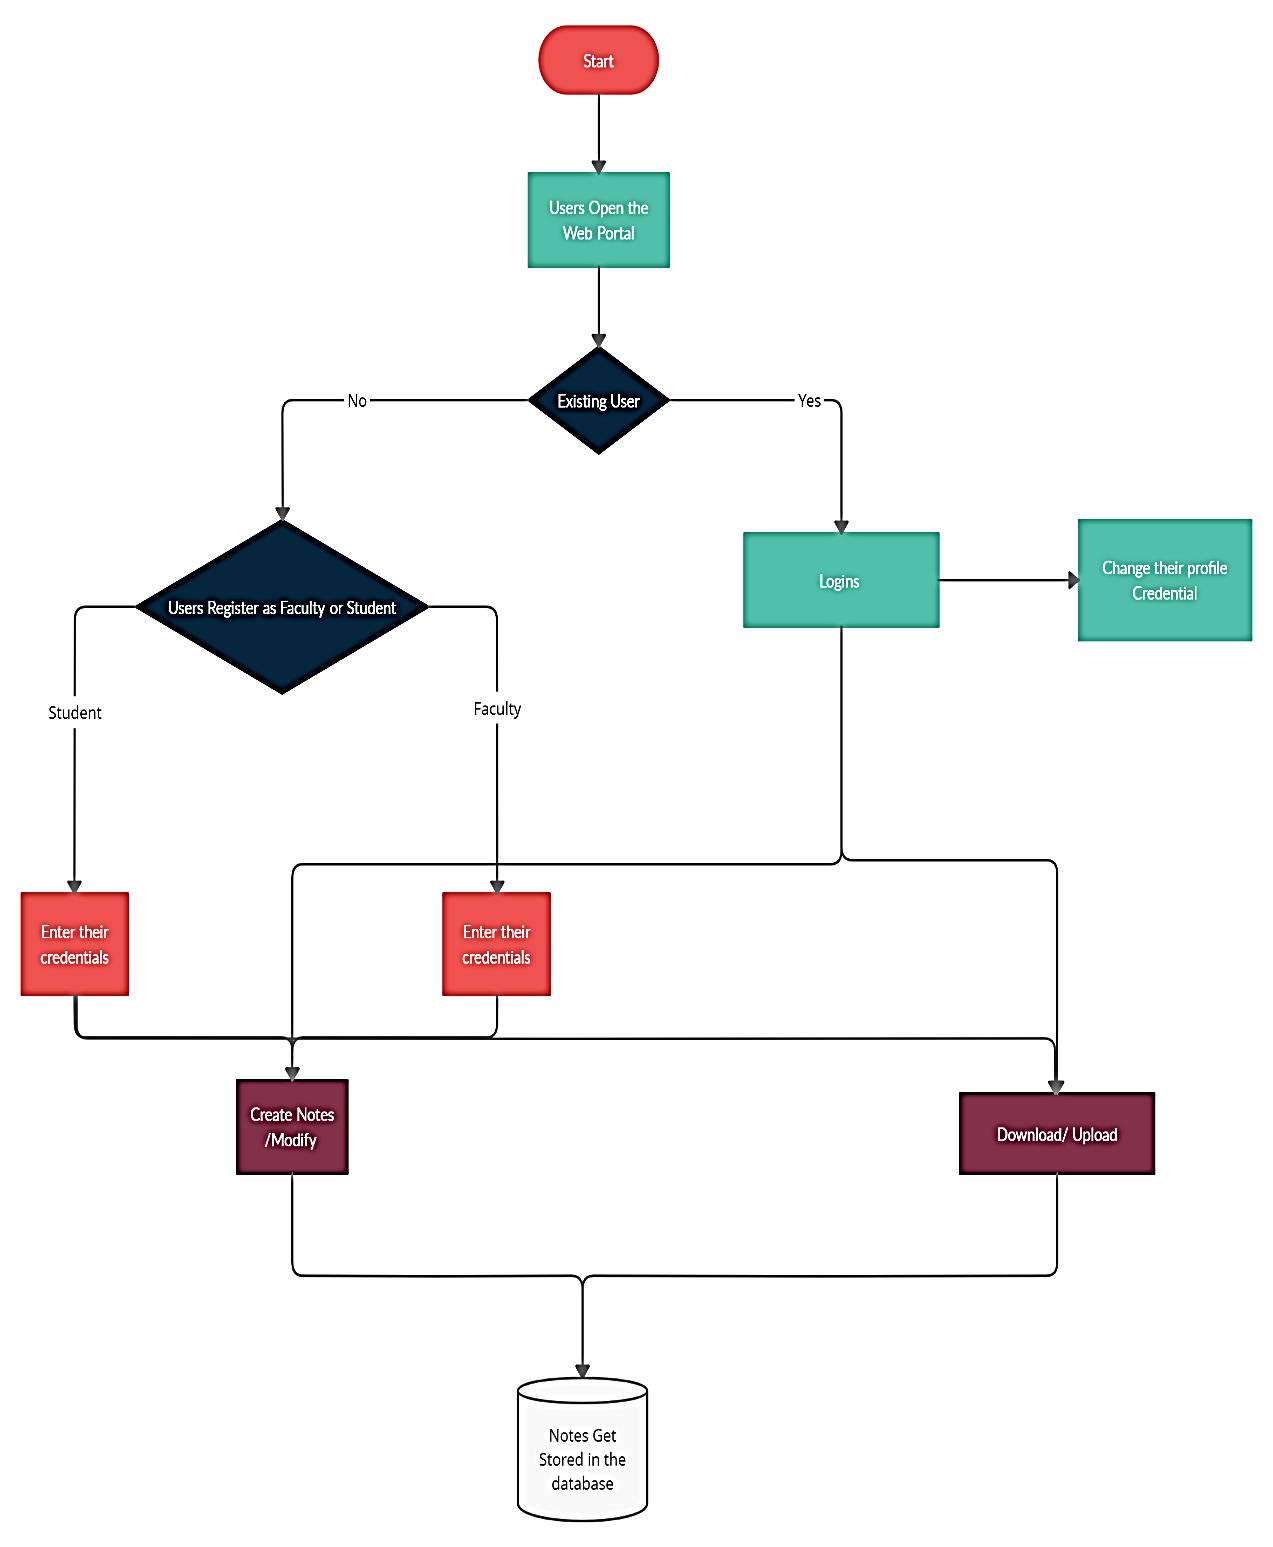 Start
Users Open the
Web Portal
Existing User
No
Yes
Users Register as Faculty or Student
Logins
Change their profile
Credential
Student
Faculty
Enter their
credentials
Enter their
credentials
Create Notes
/Modify
Download/ Upload
Notes Get
Stored in the
database